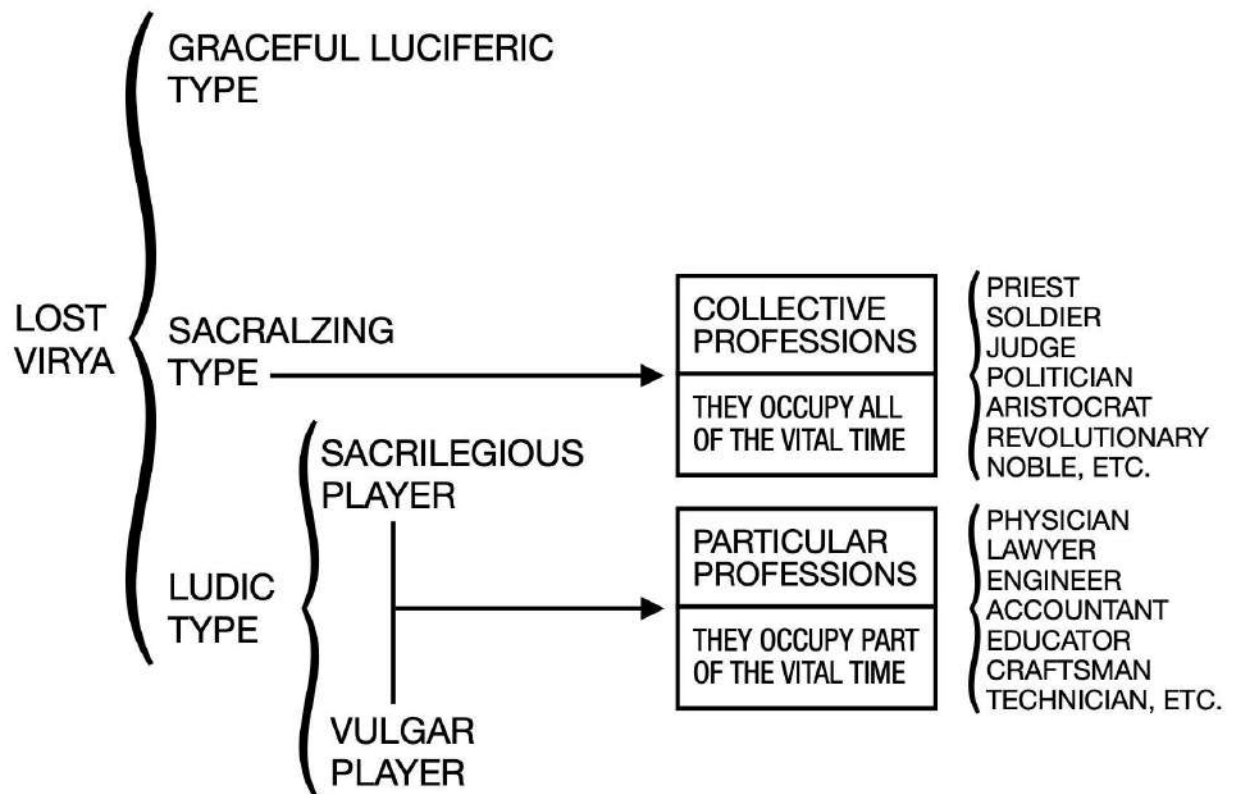 GRACEFUL LUCIFERIC
TYPE
LOST
VIRYA
SACRALZING
TYPE
COLLECTIVE
PROFESSIONS
THEY OCCUPY ALL
OF THE VITAL TIME
PRIEST
SOLDIER
JUDGE
POLITICIAN
ARISTOCRAT
REVOLUTIONARY
NOBLE, ETC.
LUDIC
TYPE
SACRILEGIOUS
PLAYER
VULGAR
PLAYER
PARTICULAR
PROFESSIONS
THEY OCCUPY PART
OF THE VITAL TIME
PHYSICIAN
LAWYER
ENGINEER
ACCOUNTANT
EDUCATOR
CRAFTSMAN
TECHNICIAN, ETC.